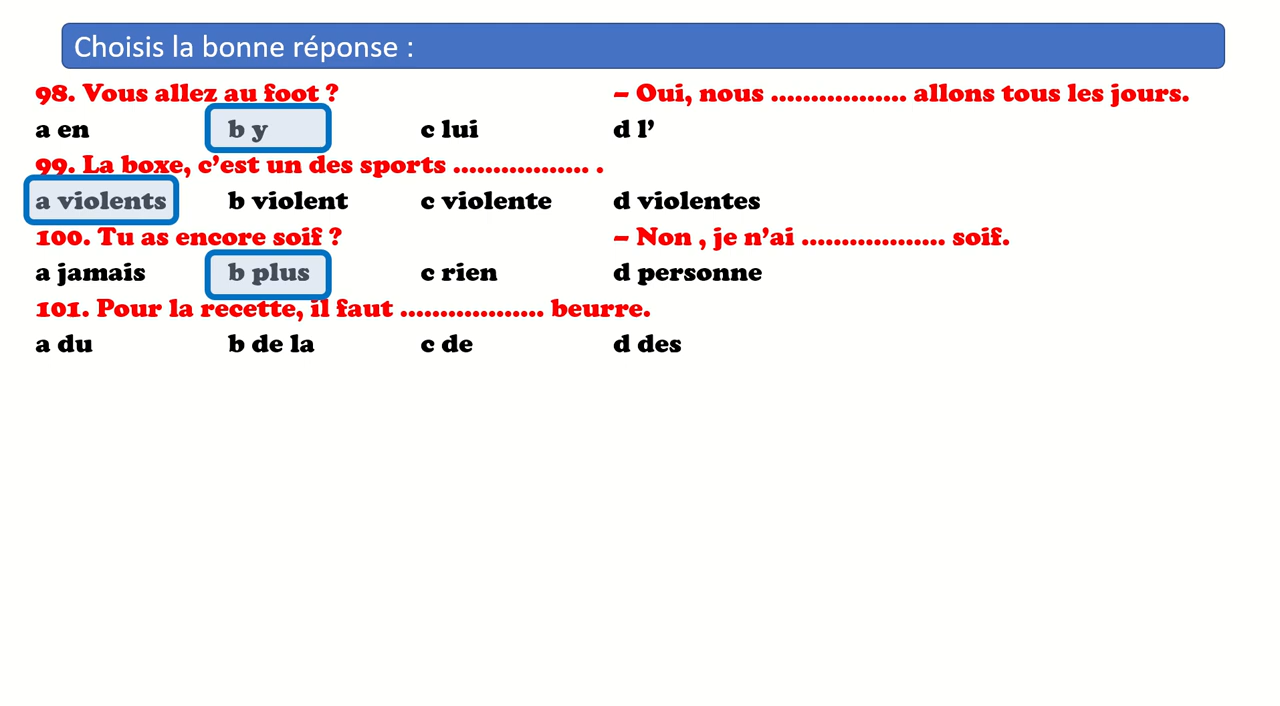 Choisis la bonne réponse :
98. Vous allez au foot ? – Oui, nous ................. allons tous les jours.
a en b y c lui d l’
99. La boxe, c’est un des sports ................. .
a violents b violent c violente d violentes
100. Tu as encore soif ? – Non , je n’ai .................. soif.
a jamais b plus c rien d personne
101. Pour la recette, il faut .................. beurre.
a du b de la c de d des